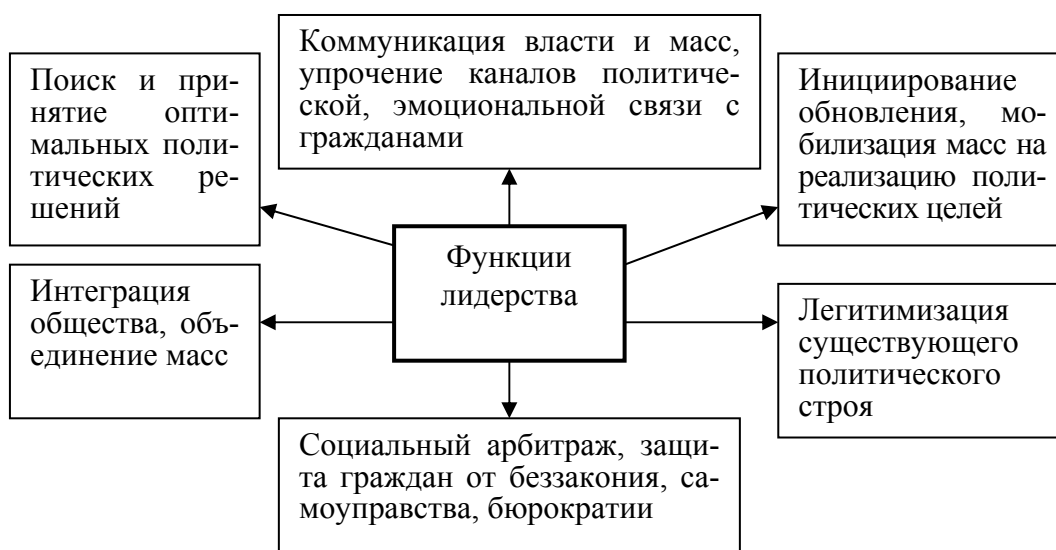 Коммуникация власти и масс,
упрочение каналов политиче-
ской, эмоциональной связи с
гражданами
Поиск и при-
нятие опти-
мальных поли-
тических ре-
шений
Инициирование
обновления, мо-
билизация масс на
реализацию поли-
тических целей
Функции
лидерства
Интеграция
общества, объ-
единение масс
Легитимизация
существующего
политического
строя
Социальный арбитраж, защи-
та граждан от беззакония, са-
моуправства, бюрократии